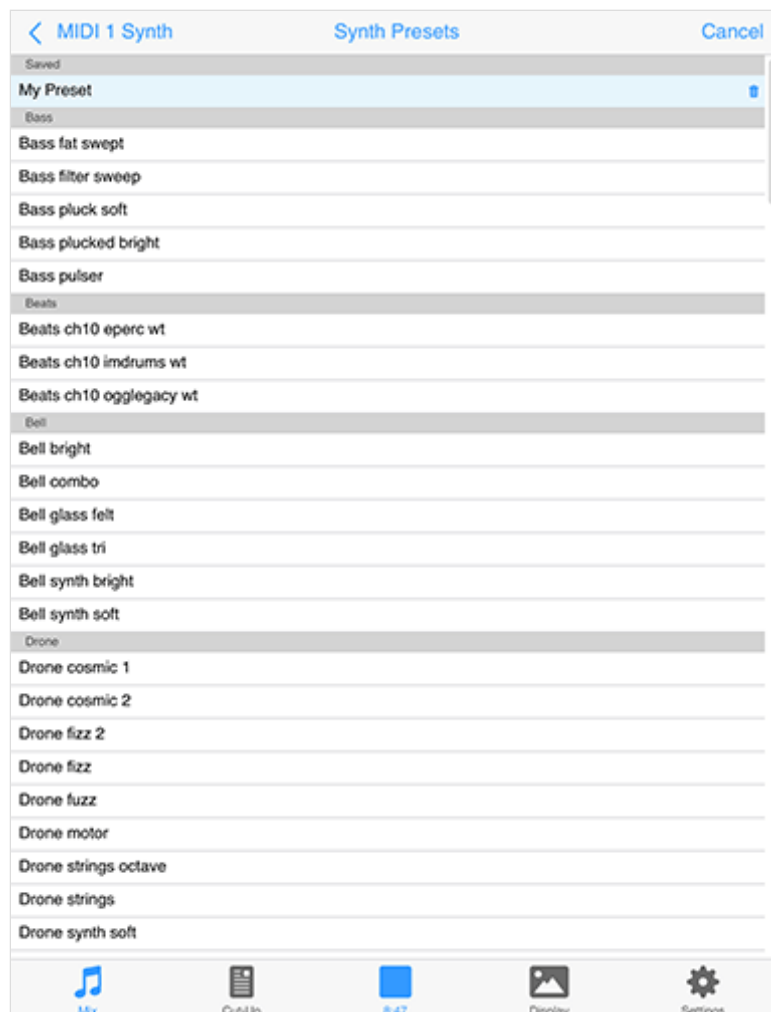 MIDI 1 Synth Synth Presets Cancel
Saved
My Preset
Bass
Bass fat swept
Bass filter sweep
Bass pluck soft
Bass plucked bright
Bass pulser
Beats
Beats ch10 eperc wt
Beats ch10 imdrums wt
Beats ch10 ogglegacy wt
Bell
Bell bright
Bell combo
Bell glass felt
Bell glass tri
Bell synth bright
Bell synth soft
Drone
Drone cosmic 1
Drone cosmic 2
Drone fizz 2
Drone fizz
Drone fuzz
Drone motor
Drone strings octave
Drone strings
Drone synth soft
Mix Display Settings